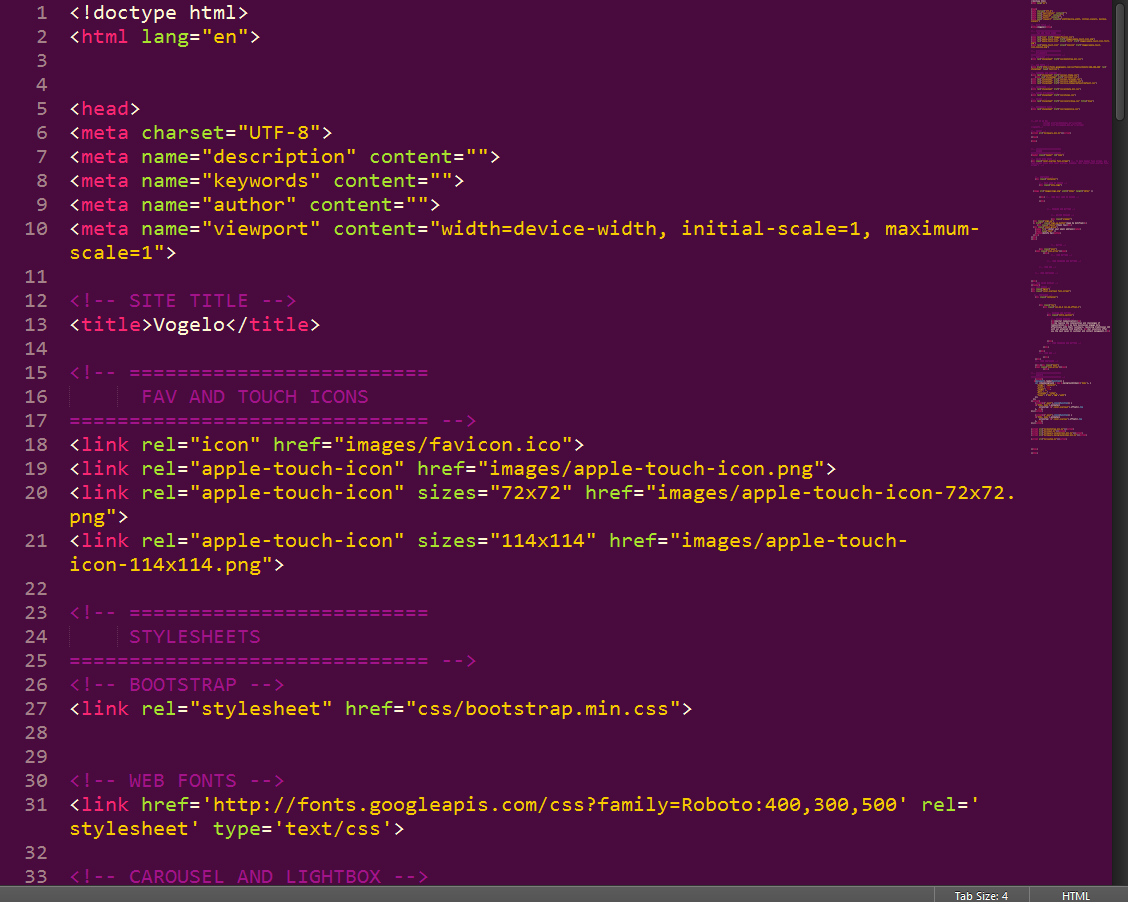 1 <!doctype html>
2 <html lang="en">
3
4
5 <head>
6 <meta charset="UTF-8">
7 <meta name="description" content="">
8 <meta name="keywords" content="">
9 <meta name="author" content="">
10 <meta name="viewport" content="width=device-width, initial-scale=1, maximum-
scale=1">
11
12 <!-- SITE TITLE -->
13 <title>Vogelo</title>
14
15 <!-- =========================
16 FAV AND TOUCH ICONS
17 ============================== -->
18 <link rel="icon" href="images/favicon.ico">
19 <link rel="apple-touch-icon" href="images/apple-touch-icon.png">
20 <link rel="apple-touch-icon" sizes="72x72" href="images/apple-touch-icon-72x72.
png">
21 <link rel="apple-touch-icon" sizes="114x114" href="images/apple-touch-
icon-114x114.png">
22
23 <!-- =========================
24 STYLESHEETS
25 ============================== -->
26 <!-- BOOTSTRAP -->
27 <link rel="stylesheet" href="css/bootstrap.min.css">
28
29
30 <!-- WEB FONTS -->
31 <link href='http://fonts.googleapis.com/css?family=Roboto:400,300,500' rel='
stylesheet' type='text/css'>
32
33 <!-- CAROUSEL AND LIGHTBOX -->
Tab Size: 4 HTML